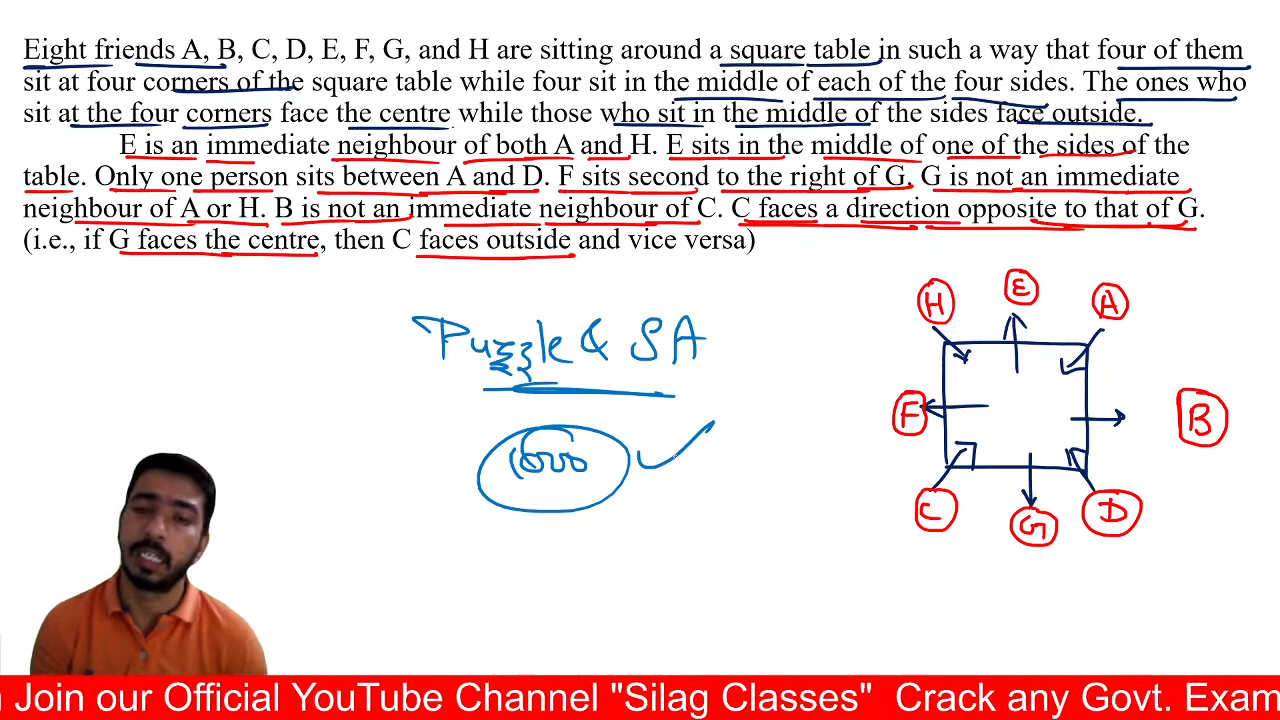 Eight friends A, B, C, D, E, F, G, and H are sitting around a square table in such a way that four of them
sit at four corners of the square table while four sit in the middle of each of the four sides. The ones who
sit at the four corners face the centre while those who sit in the middle of the sides face outside.
E is an immediate neighbour of both A and H. E sits in the middle of one of the sides of the
table. Only one person sits between A and D. F sits second to the right of G. G is not an immediate
neighbour of A or H. B is not an immediate neighbour of C. C faces a direction opposite to that of G.
(i.e., if G faces the centre, then C faces outside and vice versa)
H E A
Puzzle & SA
F B
1000
C G D
Join our Official YouTube Channel "Silag Classes" Crack any Govt. Exam